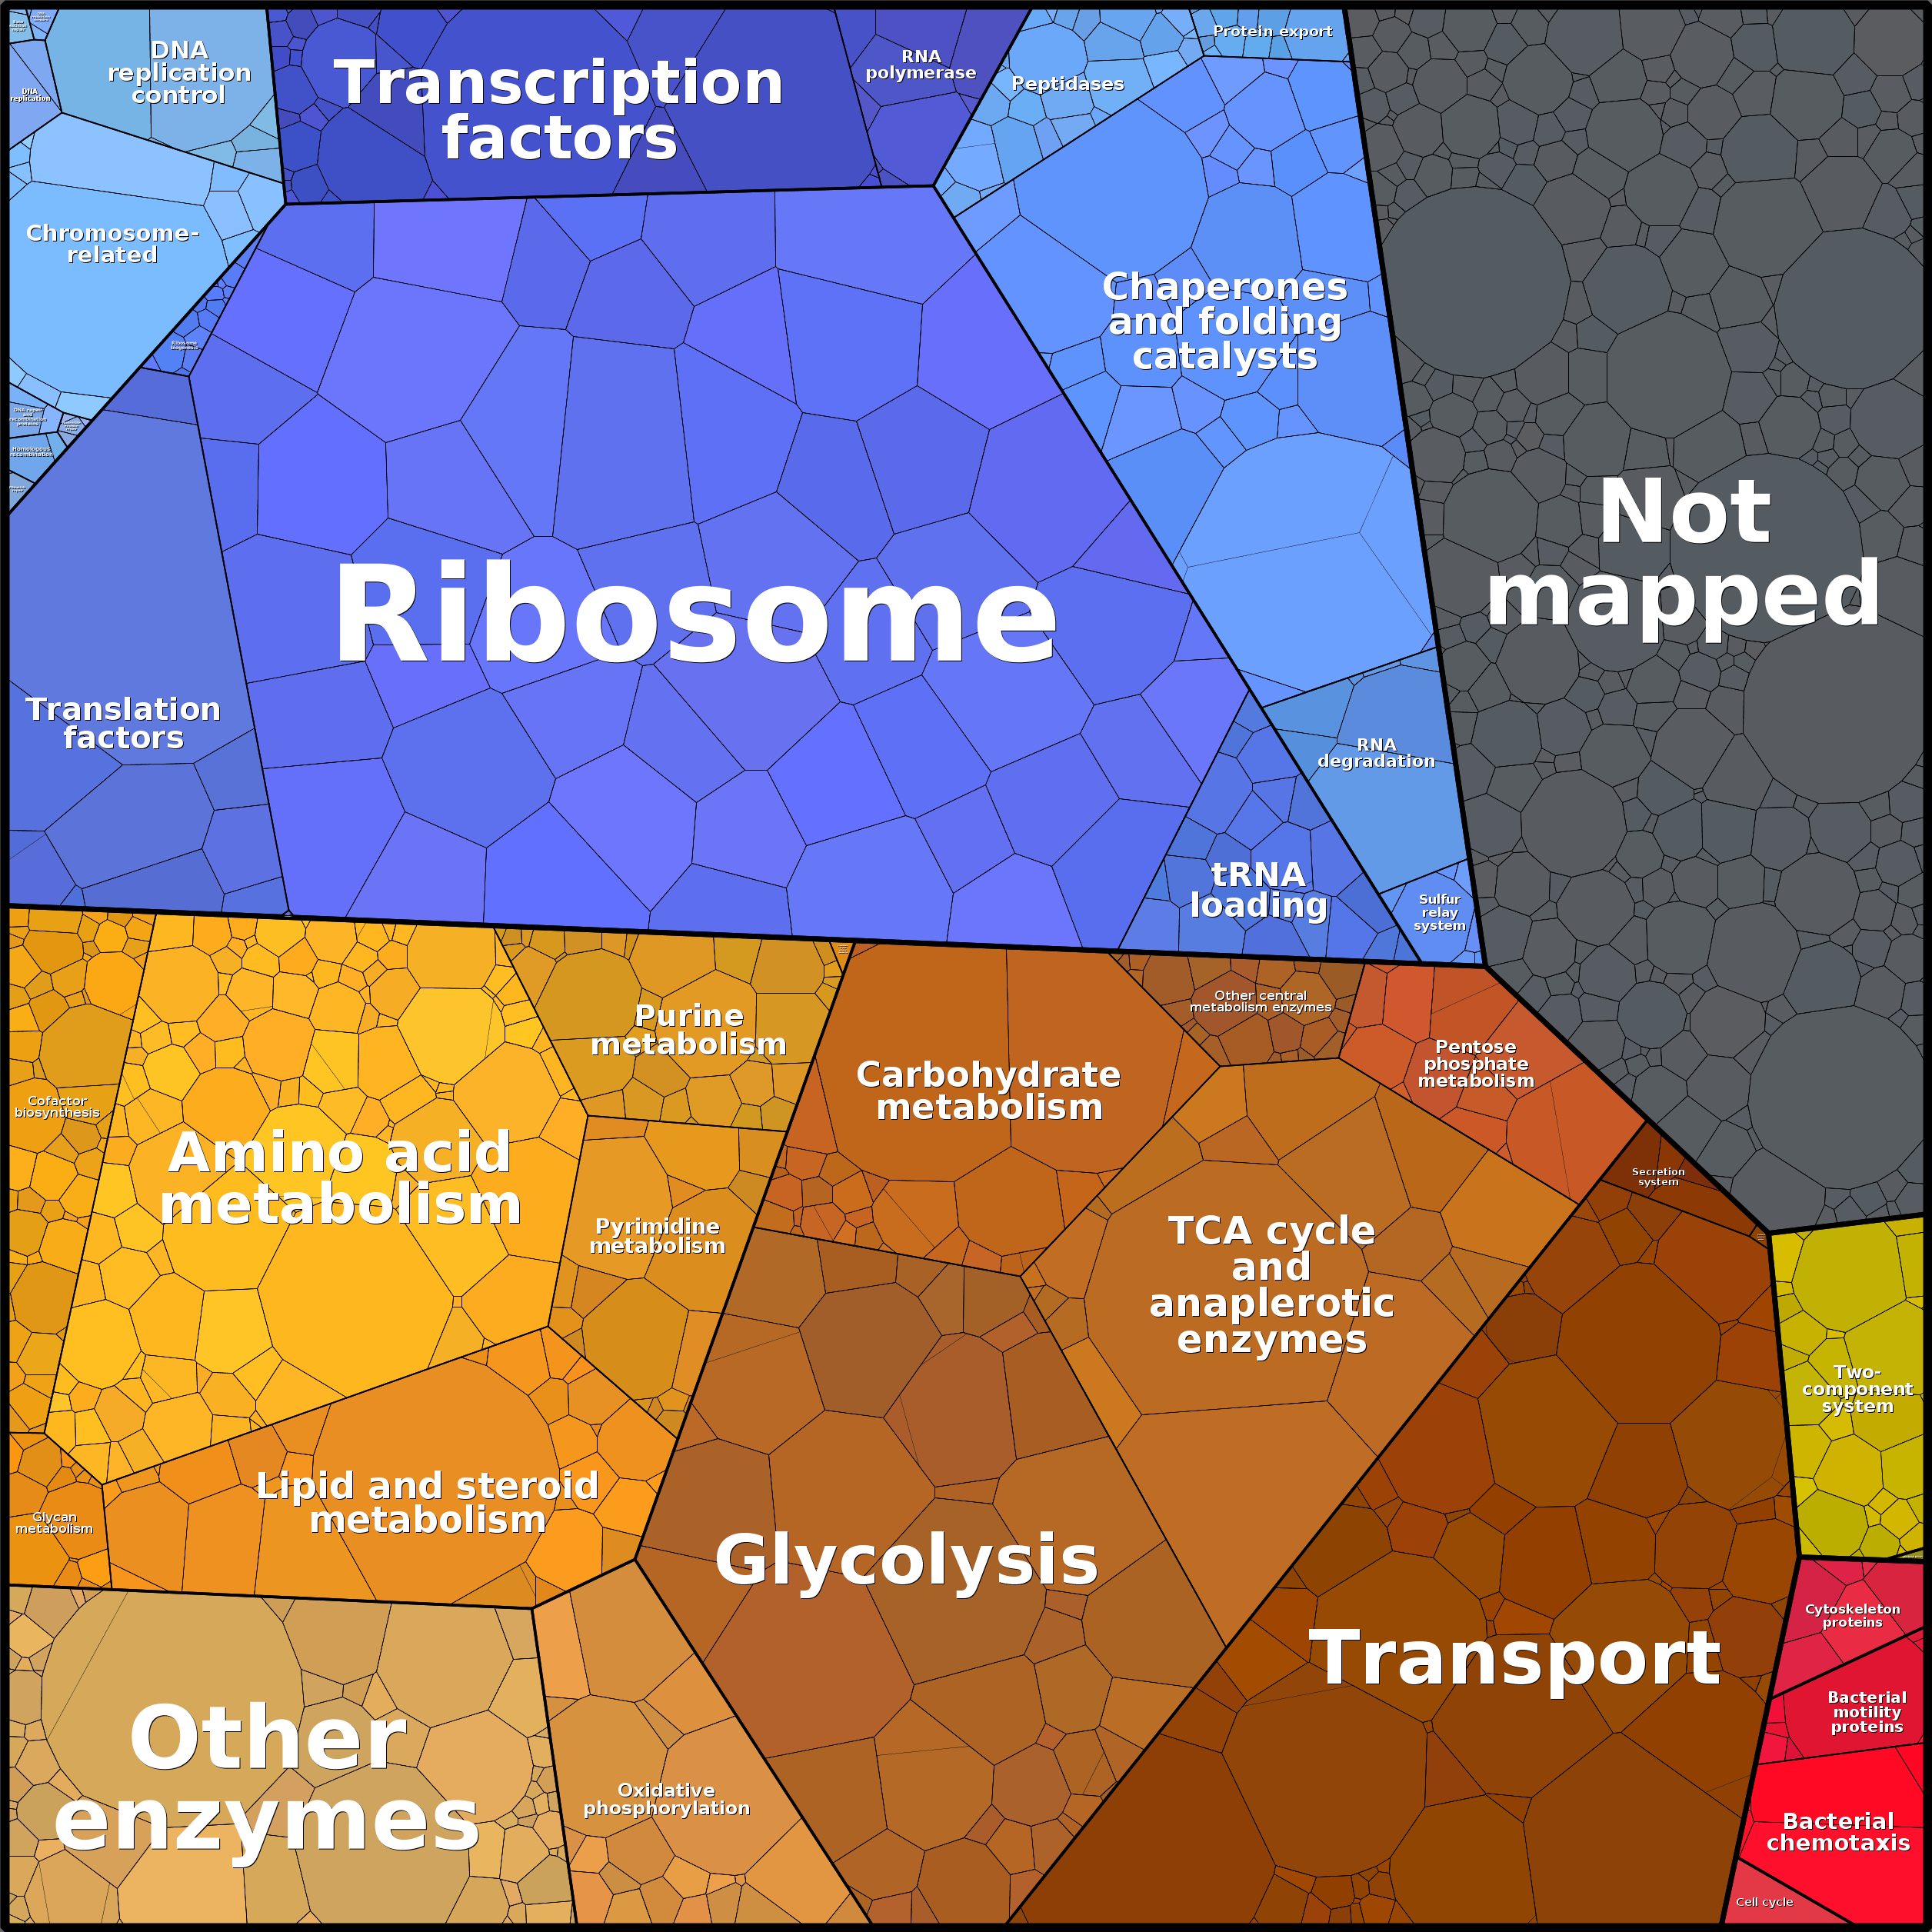 DNA
replication
control
Transcription
factors
RNA
polymerase
Peptidases
Protein export
DNA
replication
Chromosome-
related
Chaperones
and folding
catalysts
Ribosome
biogenesis
Not
mapped
DNA repair
and
recombination
proteins
Homologous
recombination
Ribosome
Translation
factors
RNA
degradation
tRNA
loading
Sulfur
relay
system
Purine
metabolism
Other central
metabolism enzymes
Carbohydrate
metabolism
Pentose
phosphate
metabolism
Cofactor
biosynthesis
Amino acid
metabolism
Secretion
system
Pyrimidine
metabolism
TCA cycle
and
anaplerotic
enzymes
Two-
component
system
Lipid and steroid
metabolism
Glycan
metabolism
Glycolysis
Cytoskeleton
proteins
Transport
Bacterial
motility
proteins
Other
enzymes
Oxidative
phosphorylation
Bacterial
chemotaxis
Cell cycle